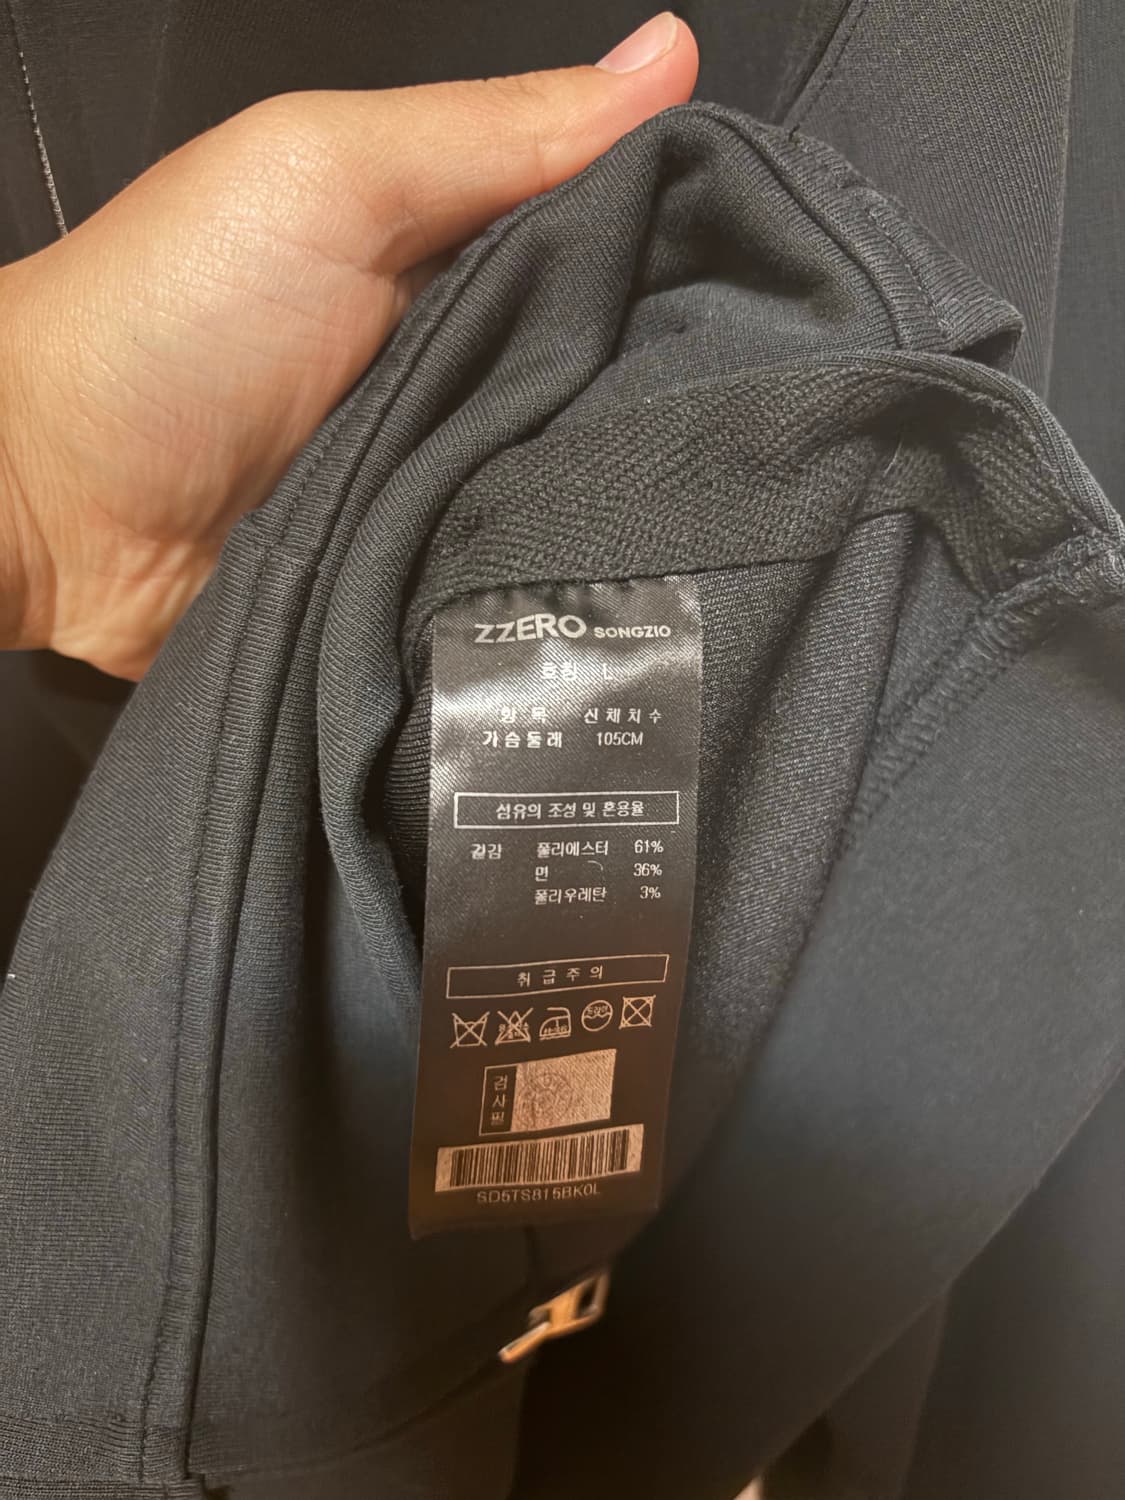 ZZERO SONGZIO
호칭 L
항 목 신체치수
가슴둘레 105CM
섬유의 조성 및 혼용율
겉감 폴리에스터 61%
면 36%
폴리우레탄 3%
취급주의
검사필
SD5TS815BK0L